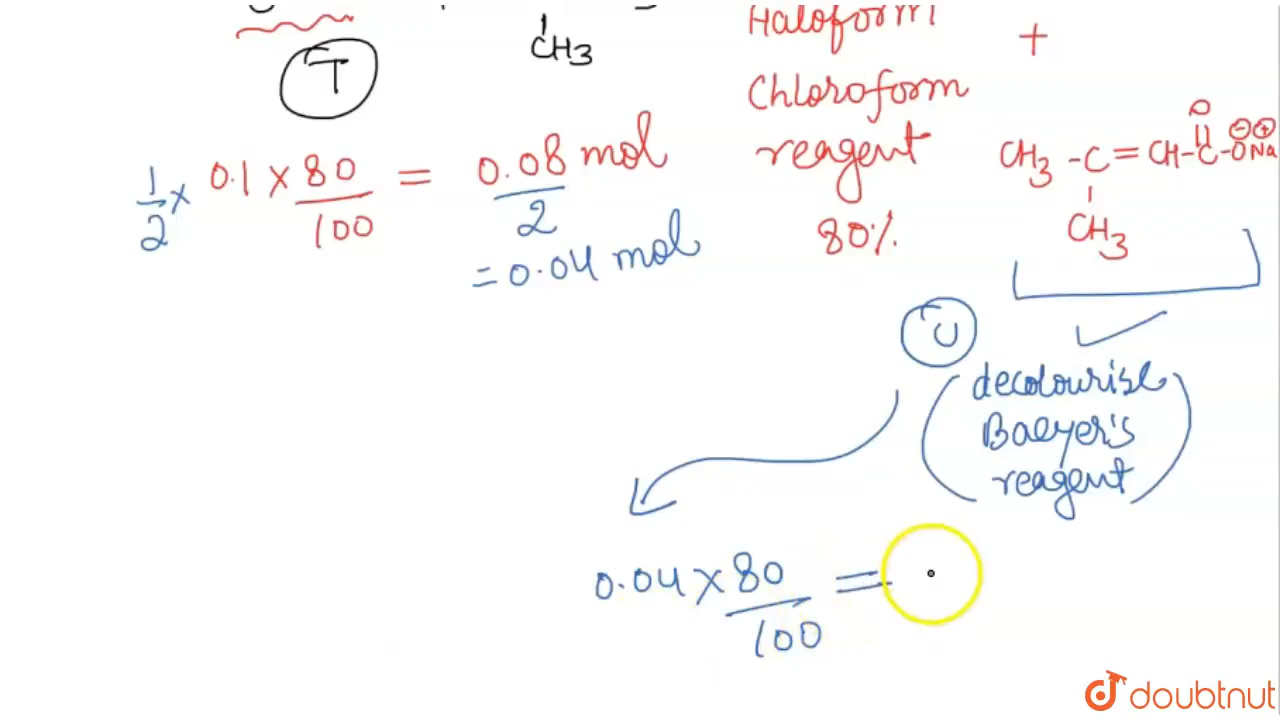 T
CH3
Haloform
+
Chloroform
reagent
80%
1/2 × 0.1 × 80/100 = 0.08/2 mol
= 0.04 mol
O
CH3 - C = CH - C - O⊖ Na⊕
CH3
U
decolourise
Baeyer's
reagent
0.04 × 80/100 =
doubtnut